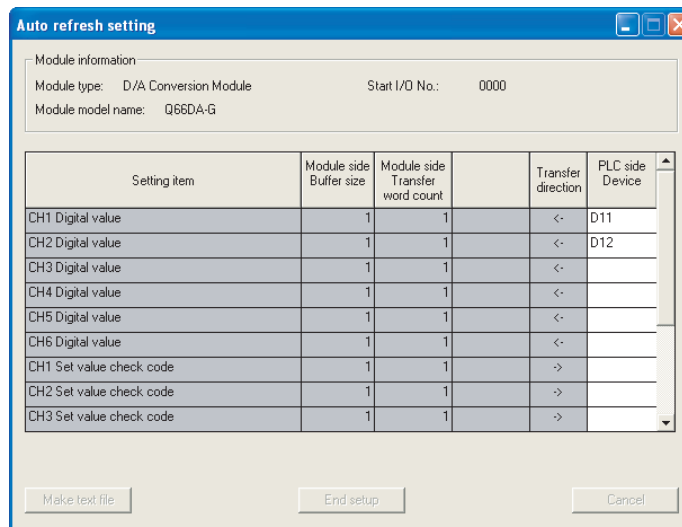 Auto refresh setting
Module information
Module type: D/A Conversion Module Start I/O No.: 0000
Module model name: Q66DA-G
Setting item Module side Buffer size Module side Transfer word count Transfer direction PLC side Device
CH1 Digital value 1 1 <- D11
CH2 Digital value 1 1 <- D12
CH3 Digital value 1 1 <-
CH4 Digital value 1 1 <-
CH5 Digital value 1 1 <-
CH6 Digital value 1 1 <-
CH1 Set value check code 1 1 ->
CH2 Set value check code 1 1 ->
CH3 Set value check code 1 1 ->
Make text file End setup Cancel